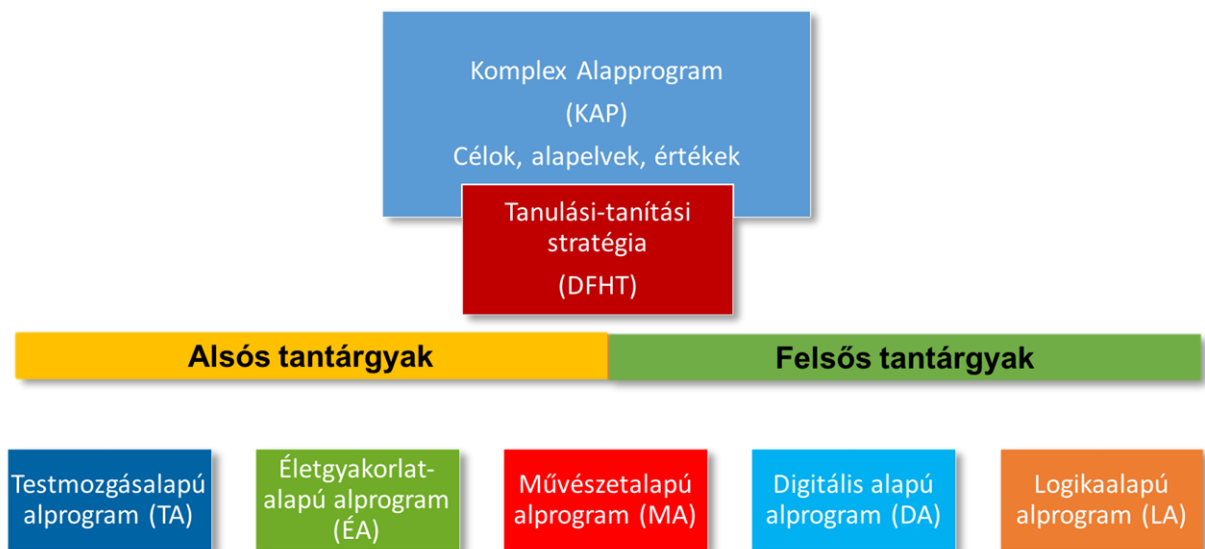 Komplex Alapprogram
(KAP)
Célok, alapelvek, értékek
Tanulási-tanítási
stratégia
(DFHT)
Alsós tantárgyak
Felsős tantárgyak
Testmozgásalapú
alprogram (TA)
Életgyakorlat-
alapú alprogram
(ÉA)
Művészetalapú
alprogram (MA)
Digitális alapú
alprogram (DA)
Logikaalapú
alprogram (LA)